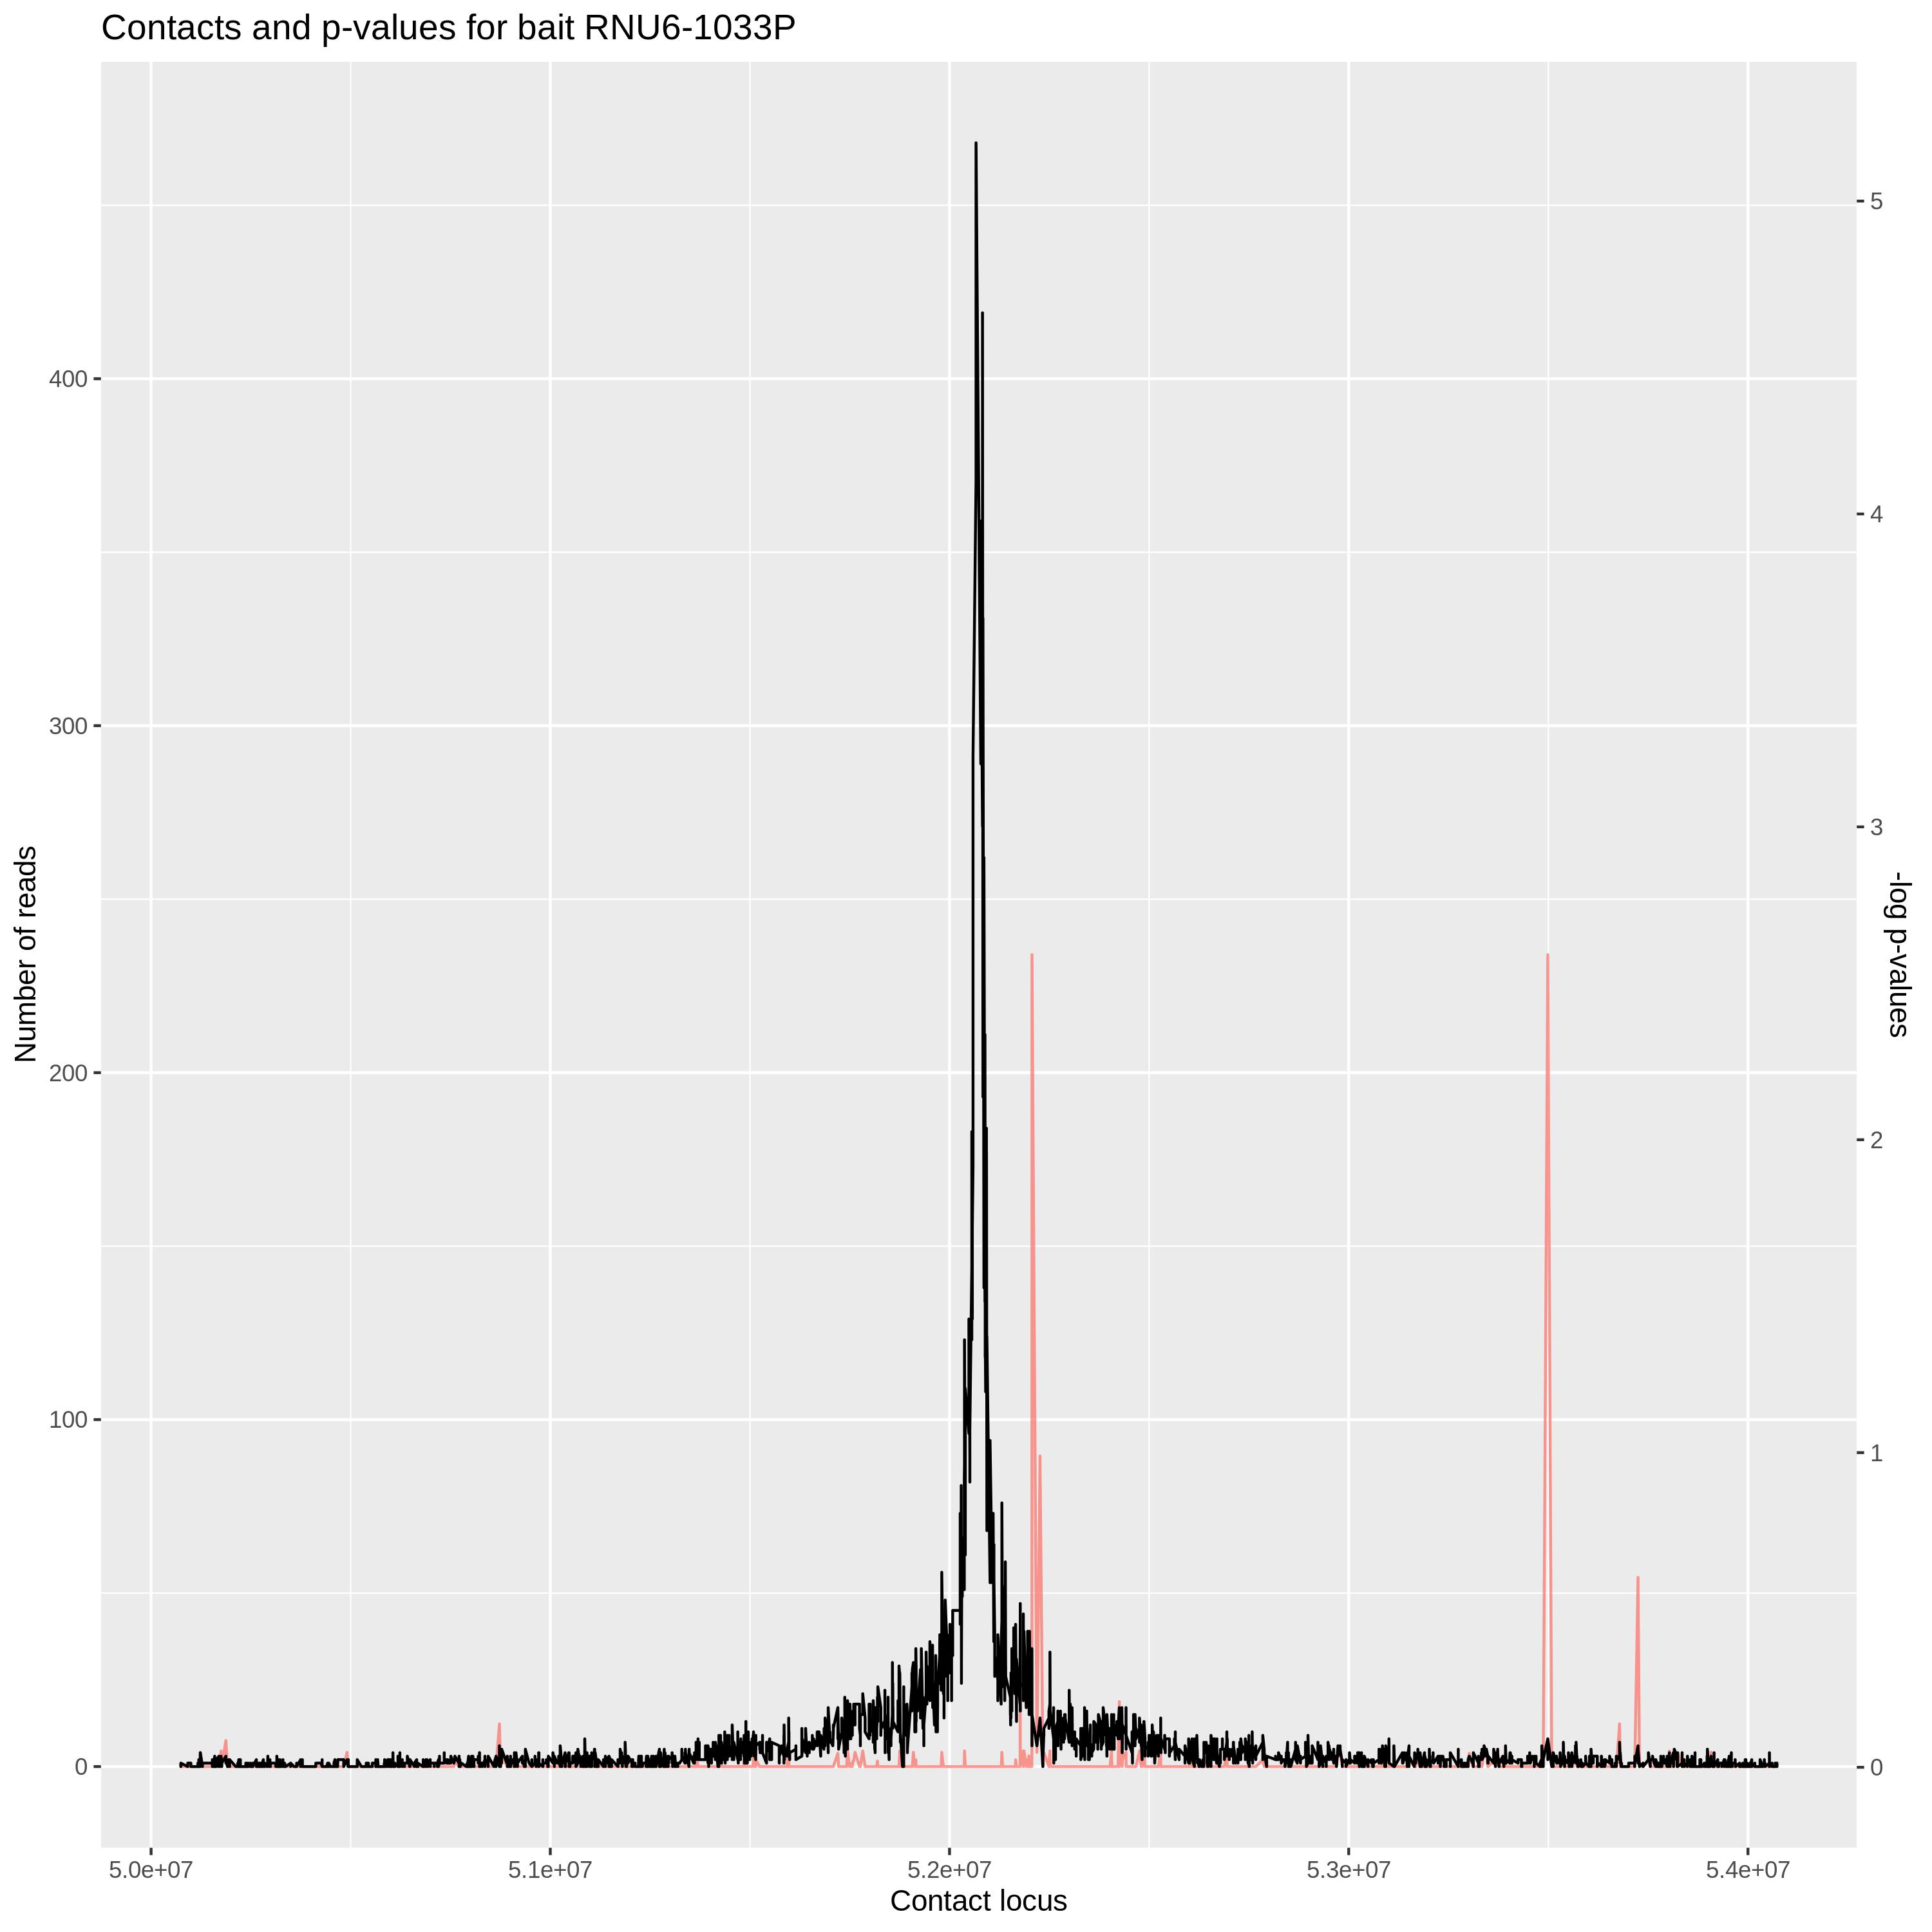 Contacts and p-values for bait RNU6-1033P
Number of reads
400
300
200
100
0
5
4
3
2
1
0
-log p-values
5.0e+07
5.1e+07
5.2e+07
5.3e+07
5.4e+07
Contact locus